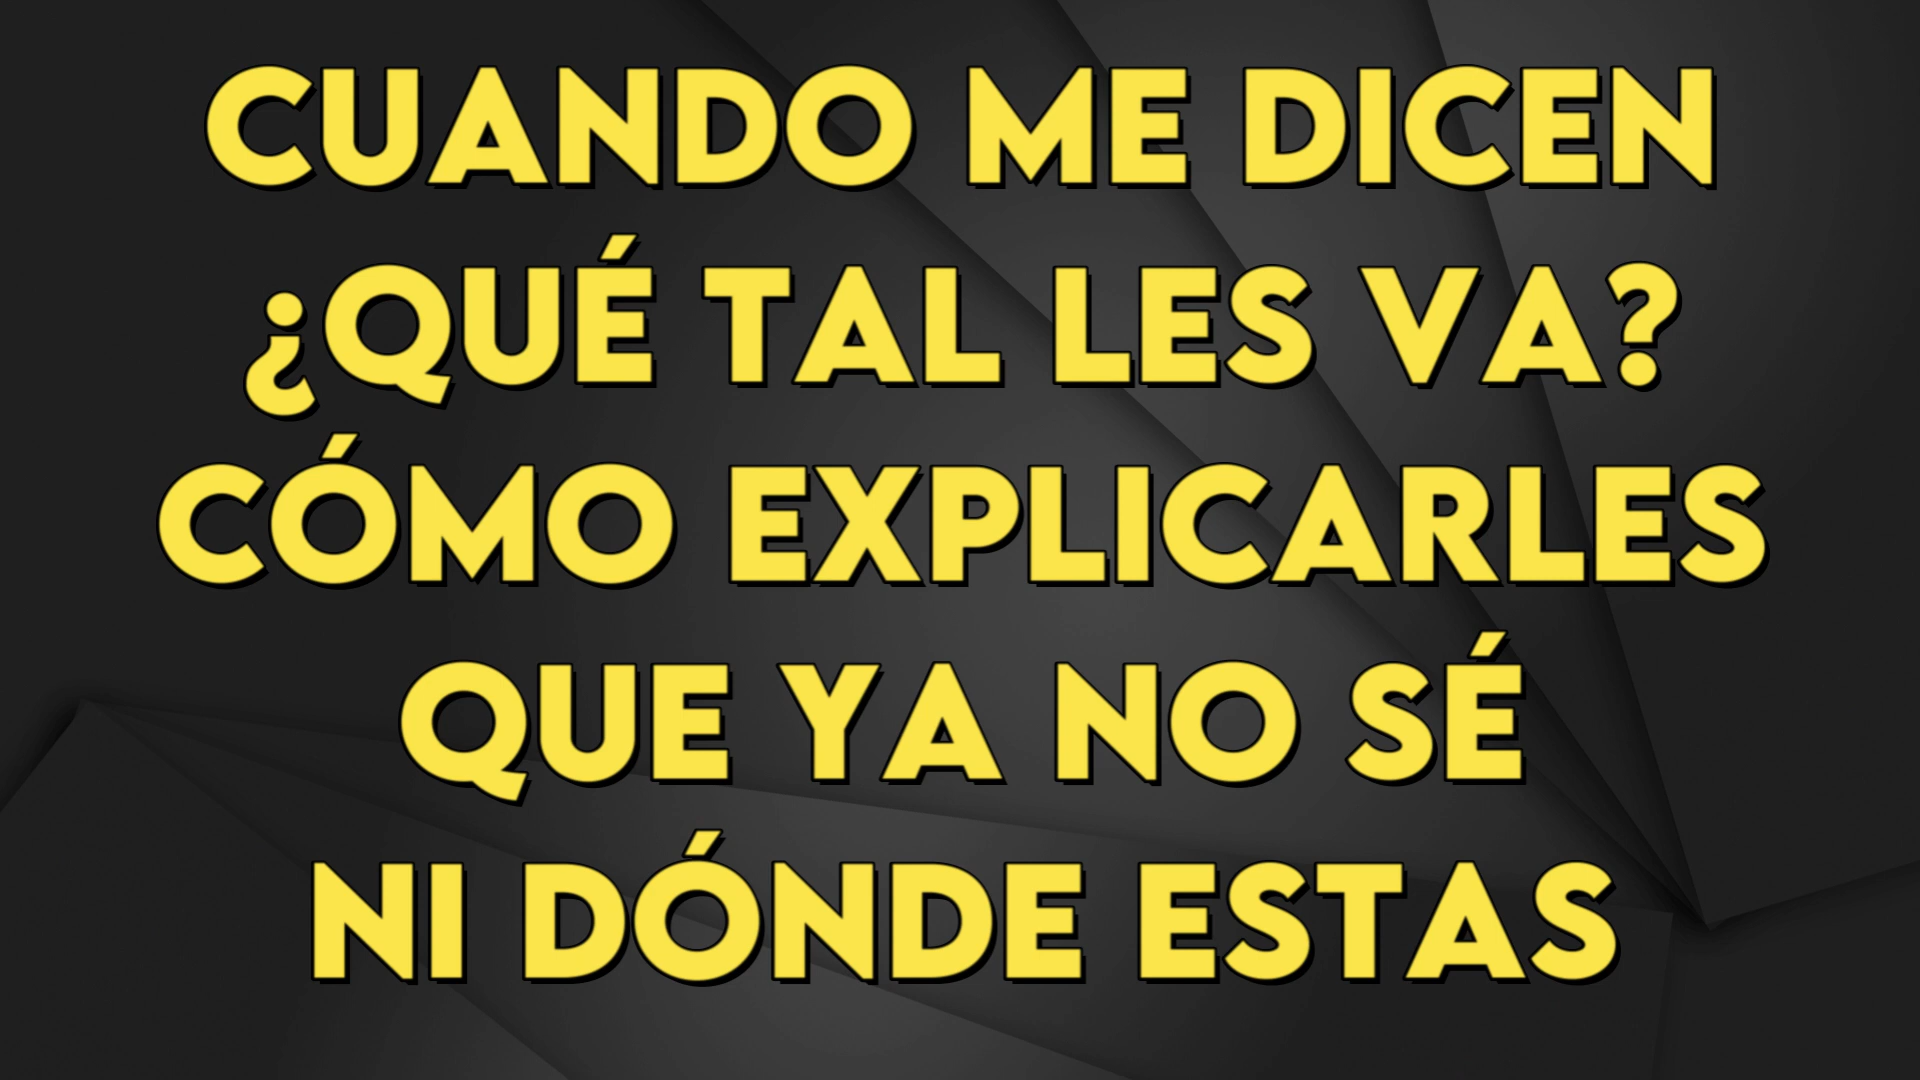 CUANDO ME DICEN
¿QUÉ TAL LES VA?
CÓMO EXPLICARLES
QUE YA NO SÉ
NI DÓNDE ESTAS